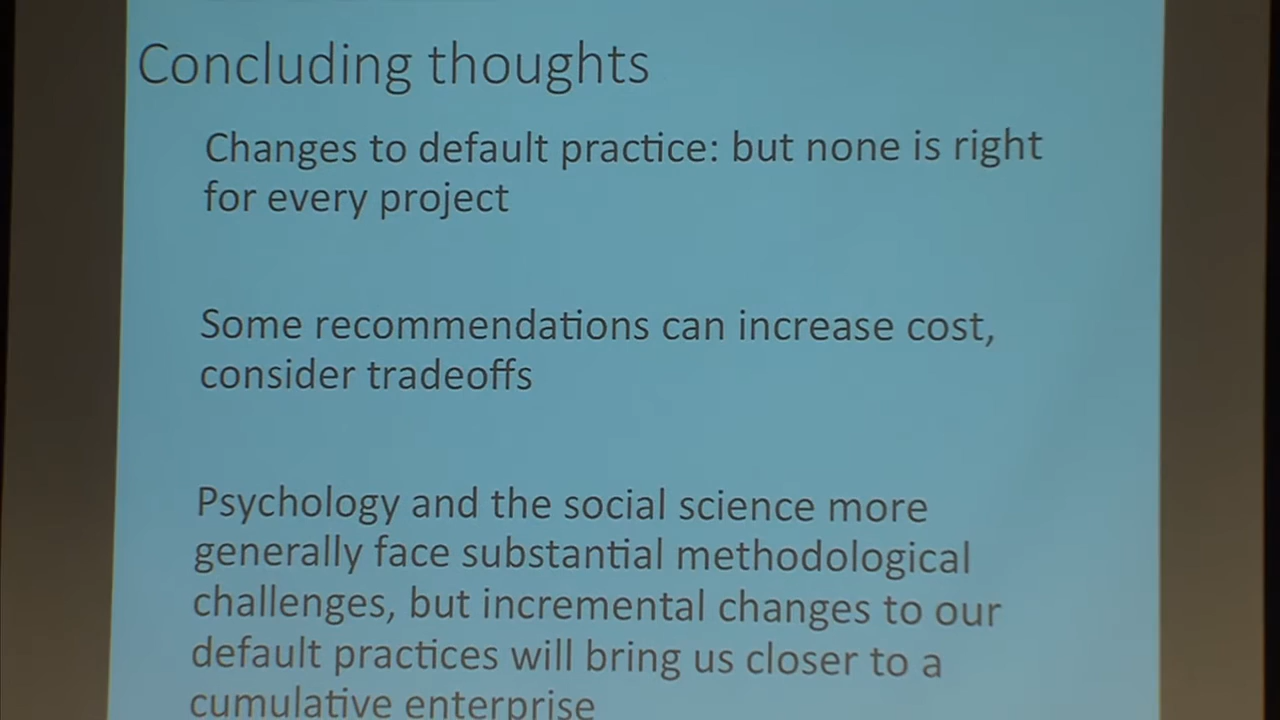 Concluding thoughts
Changes to default practice: but none is right
for every project
Some recommendations can increase cost,
consider tradeoffs
Psychology and the social science more
generally face substantial methodological
challenges, but incremental changes to our
default practices will bring us closer to a
cumulative enterprise